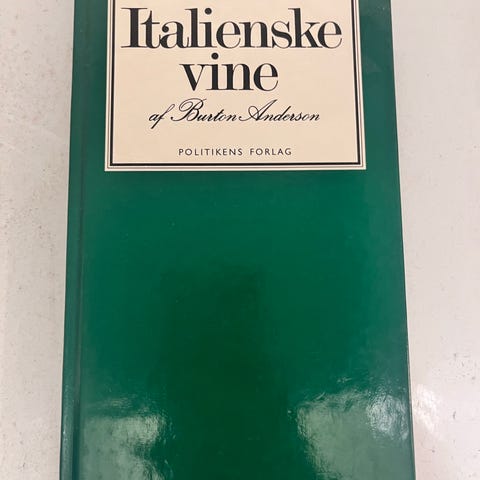 Italienske
vine
af Burton Anderson
POLITIKENS FORLAG